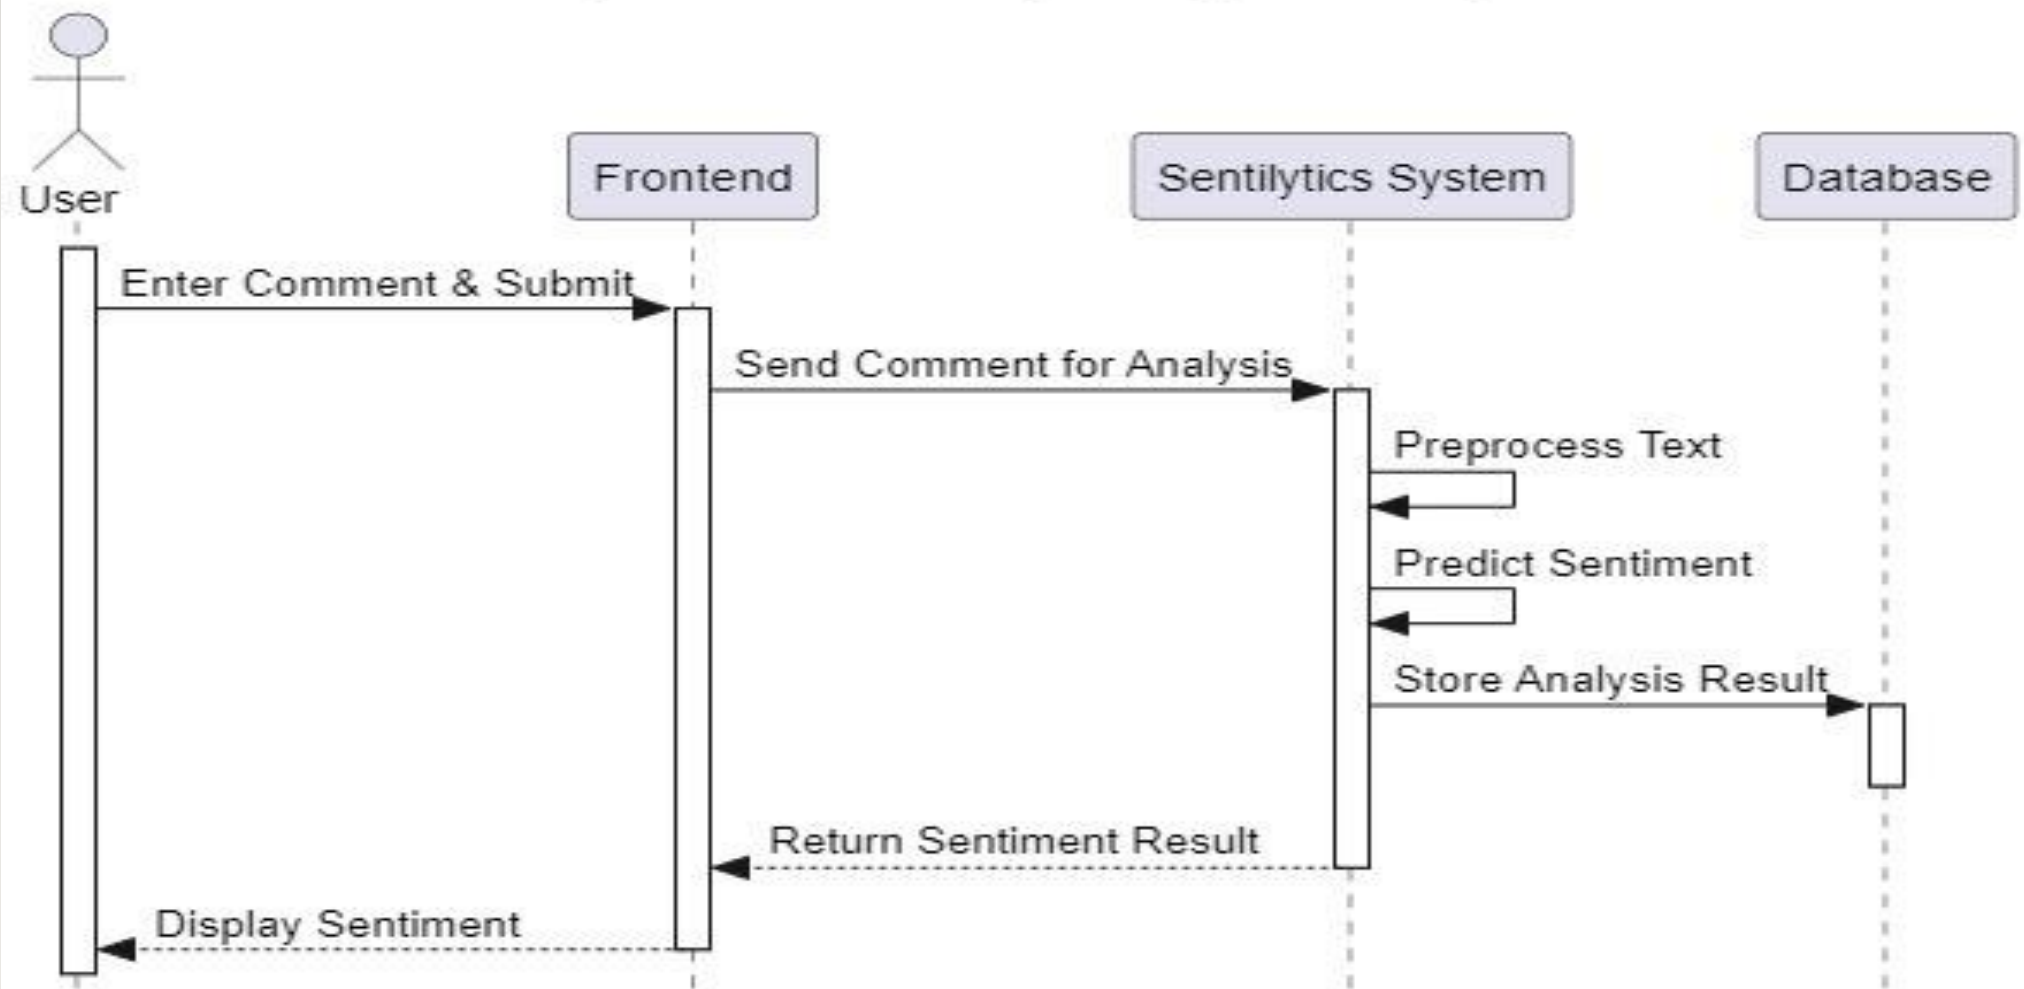 User
Frontend
Sentilytics System
Database
Enter Comment & Submit
Send Comment for Analysis
Preprocess Text
Predict Sentiment
Store Analysis Result
Return Sentiment Result
Display Sentiment